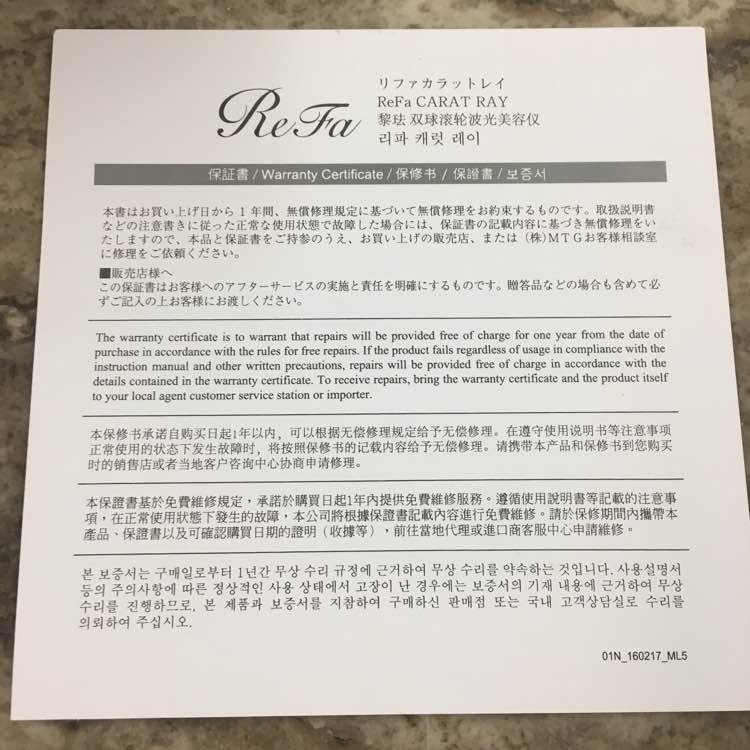 ReFa
リファカラットレイ
ReFa CARAT RAY
黎珐 双球滚轮波光美容仪
리파 캐럿 레이
保証書 / Warranty Certificate / 保修书 / 保證書 / 보증서
本書はお買い上げ日から 1 年間、無償修理規定に基づいて無償修理をお約束するものです。取扱説明書
などの注意書きに従った正常な使用状態で故障した場合には、保証書の記載内容に基づき無償修理をい
たしますので、本品と保証書をご持参のうえ、お買い上げの販売店、または (株)MTGお客様相談室
に修理をご依頼ください。
■販売店様へ
この保証書はお客様へのアフターサービスの実施と責任を明確にするものです。贈答品などの場合も含めて必
ずご記入の上お客様にお渡しください。
The warranty certificate is to warrant that repairs will be provided free of charge for one year from the date of
purchase in accordance with the rules for free repairs. If the product fails regardless of usage in compliance with the
instruction manual and other written precautions, repairs will be provided free of charge in accordance with the
details contained in the warranty certificate. To receive repairs, bring the warranty certificate and the product itself
to your local agent customer service station or importer.
本保修书承诺自购买日起1年以内，可以根据无偿修理规定给予无偿修理。在遵守使用说明书等注意事项
正常使用的状态下发生故障时，将按照保修书的记载内容给予无偿修理。请携带本产品和保修书到您购买
时的销售店或者当地客户咨询中心协商申请修理。
本保證書基於免費維修規定，承諾於購買日起1年內提供免費維修服務。遵循使用說明書等記載的注意事
項，在正常使用狀態下發生的故障，本公司將根據保證書記載內容進行免費維修。請於保修期間內攜帶本
產品、保證書以及可確認購買日期的證明（收據等），前往當地代理或進口商客服中心申請維修。
본 보증서는 구매일로부터 1년간 무상 수리 규정에 근거하여 무상 수리를 약속하는 것입니다. 사용설명서
등의 주의사항에 따른 정상적인 사용 상태에서 고장이 난 경우에는 보증서의 기재 내용에 근거하여 무상
수리를 진행하므로, 본 제품과 보증서를 지참하여 구매하신 판매점 또는 국내 고객상담실로 수리를
의뢰하여 주십시오.
01N_160217_ML5